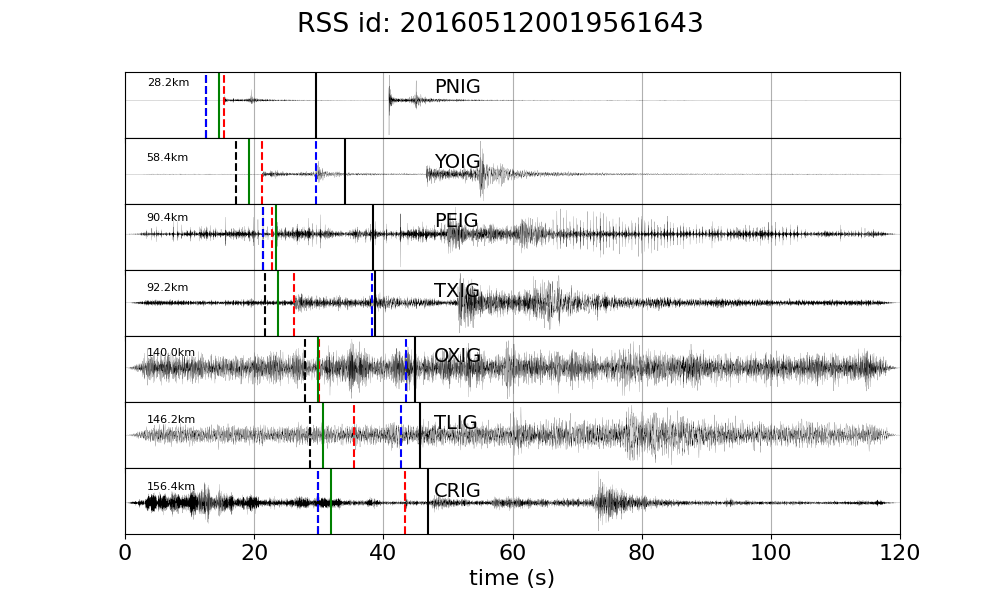 RSS id: 201605120019561643
28.2km PNIG
58.4km YOIG
90.4km PEIG
92.2km TXIG
140.0km OXIG
146.2km TLIG
156.4km CRIG
0 20 40 60 80 100 120
time (s)